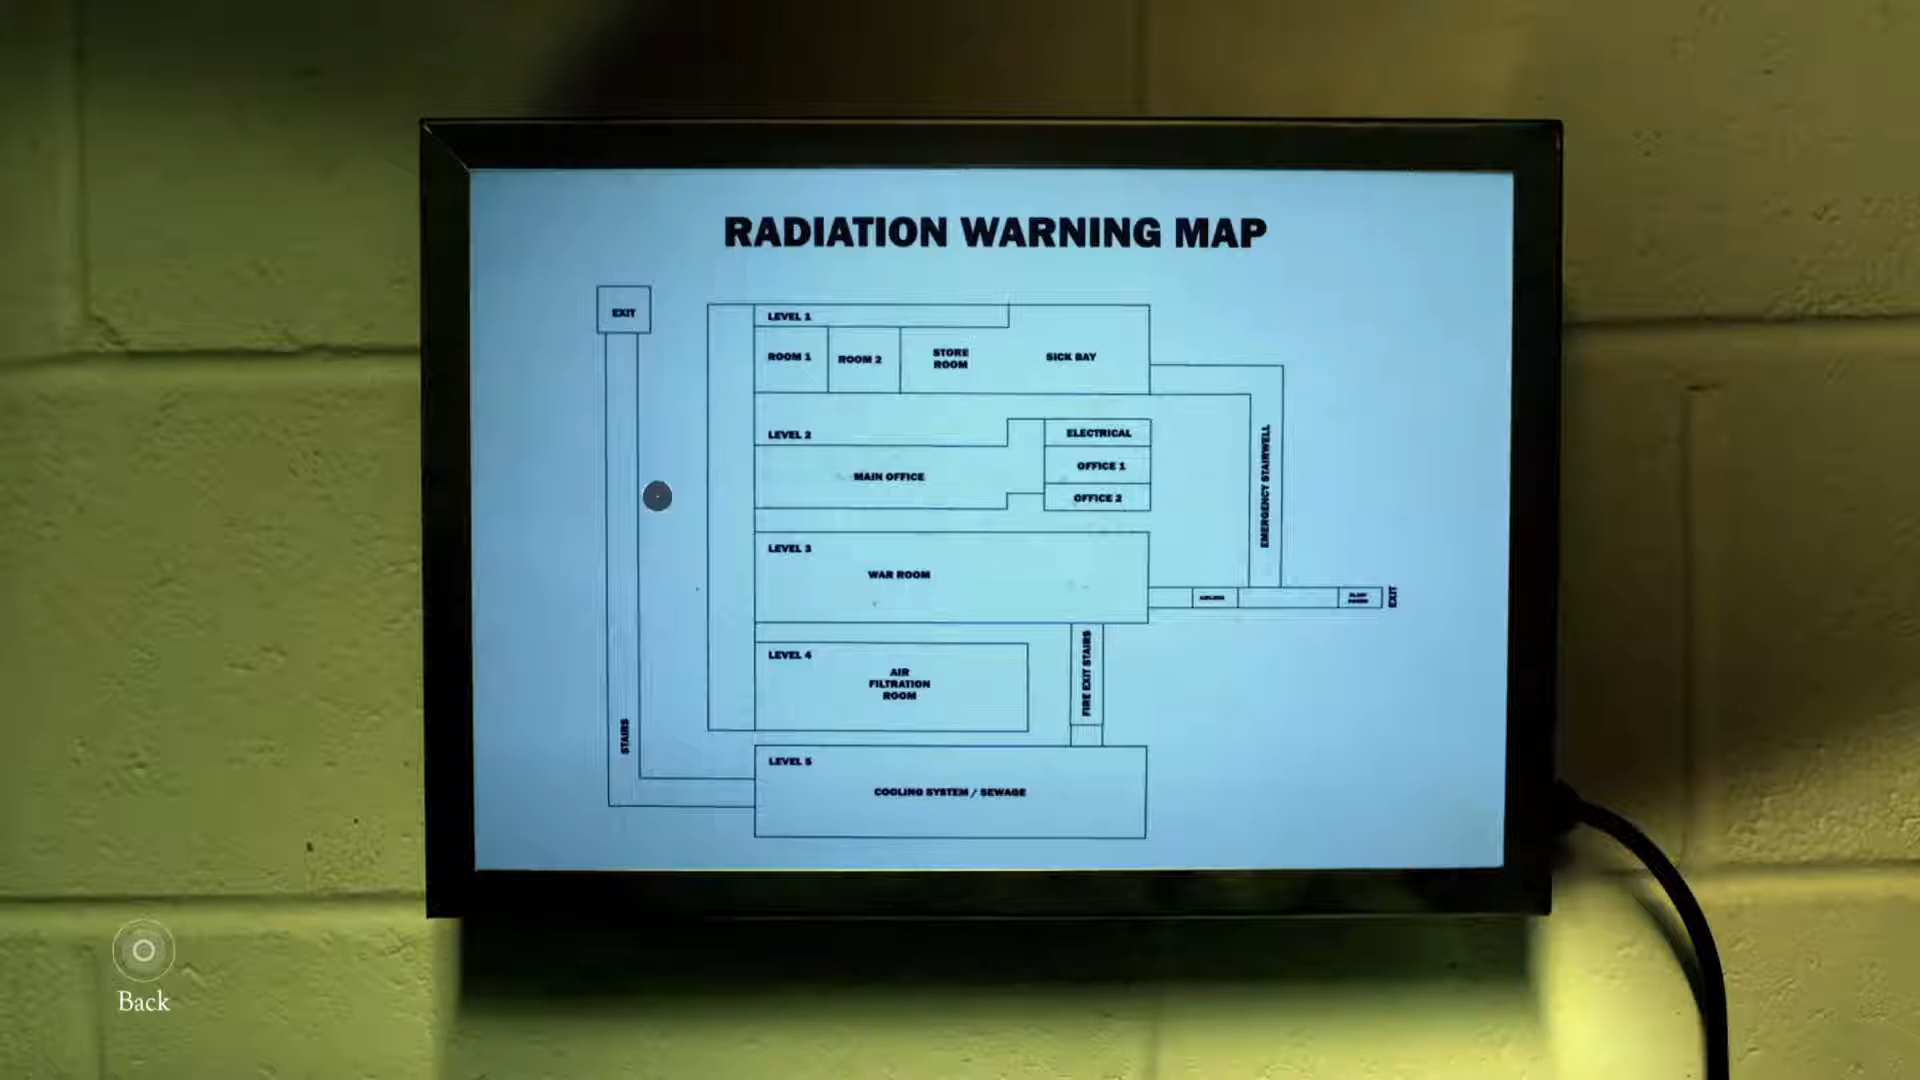 RADIATION WARNING MAP
EXIT
LEVEL 1
ROOM 1
ROOM 2
STORE
ROOM
SICK BAY
LEVEL 2
ELECTRICAL
MAIN OFFICE
OFFICE 1
OFFICE 2
EMERGENCY STAIRWELL
LEVEL 3
WAR ROOM
EXIT
LEVEL 4
AIR
FILTRATION
ROOM
FIRE EXIT STAIRS
STAIRS
LEVEL 5
COOLING SYSTEM / SEWAGE
Back